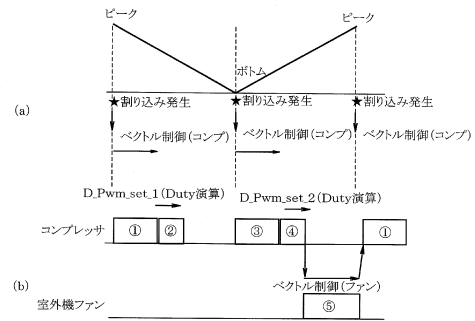 ピーク ピーク
ボトム
★割り込み発生 ★割り込み発生 ★割り込み発生
(a)
ベクトル制御(コンプ) ベクトル制御(コンプ) ベクトル制御(コンプ)
D_Pwm_set_1(Duty演算) D_Pwm_set_2(Duty演算)
コンプレッサ ① ② ③ ④ ①
(b) ベクトル制御(ファン)
室外機ファン ⑤